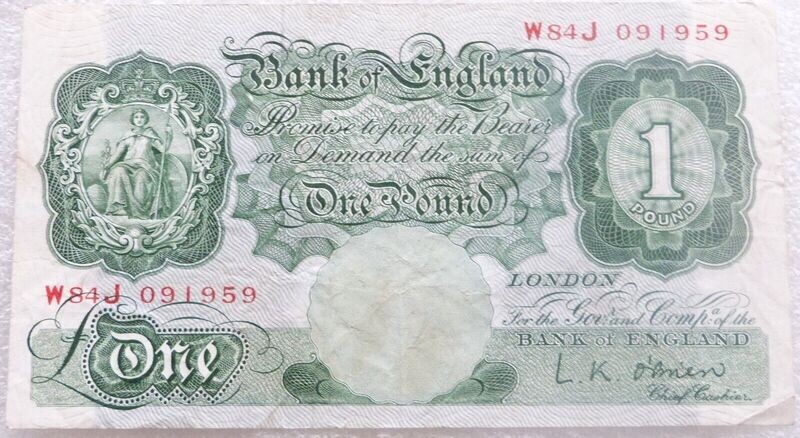 W84J 091959
Bank of England
Promise to pay the Bearer
on Demand the sum of
One Pound
1
POUND
W84J 091959
LONDON
For the Govr. and Compa. of the
BANK OF ENGLAND
£One
L. K. O'Brien
Chief Cashier.